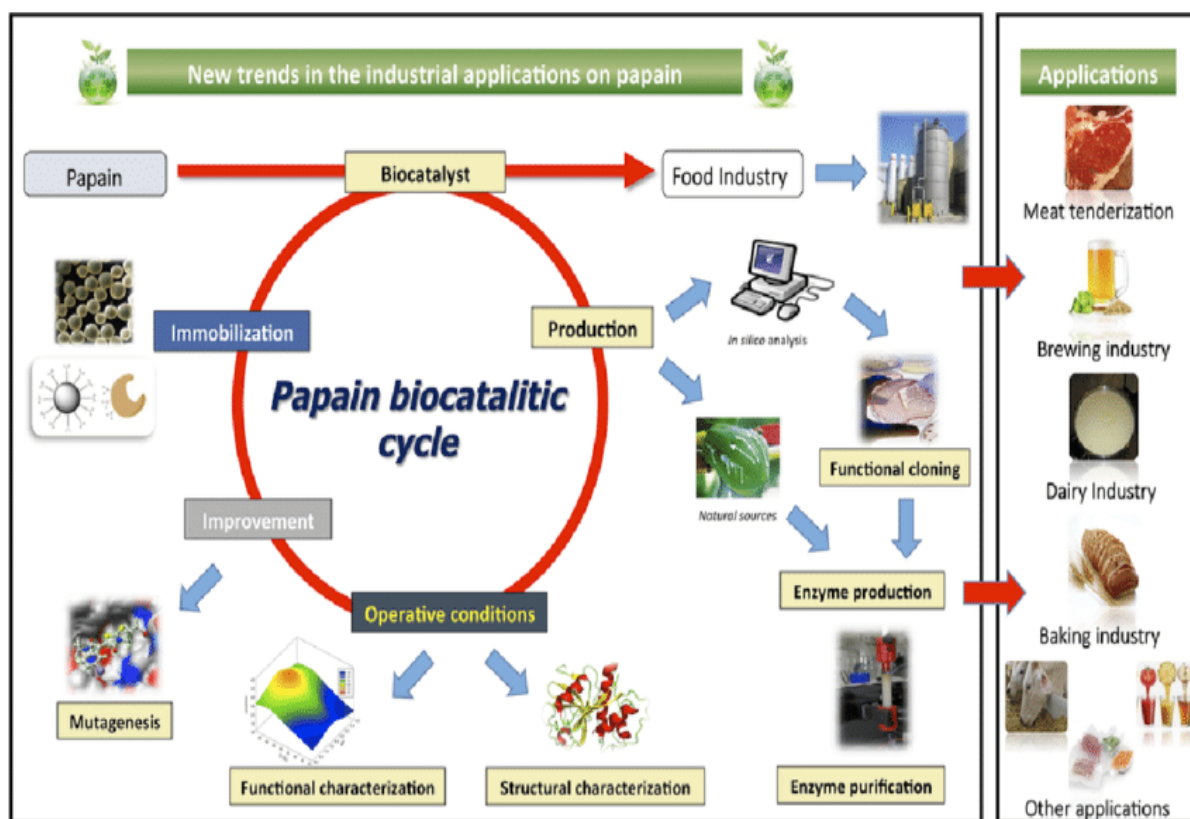 New trends in the industrial applications on papain
Applications
Papain
Biocatalyst
Food Industry
Meat tenderization
Immobilization
Production
In silico analysis
Brewing industry
Papain biocatalitic
cycle
Functional cloning
Natural sources
Dairy Industry
Improvement
Operative conditions
Enzyme production
Baking industry
Mutagenesis
Functional characterization
Structural characterization
Enzyme purification
Other applications